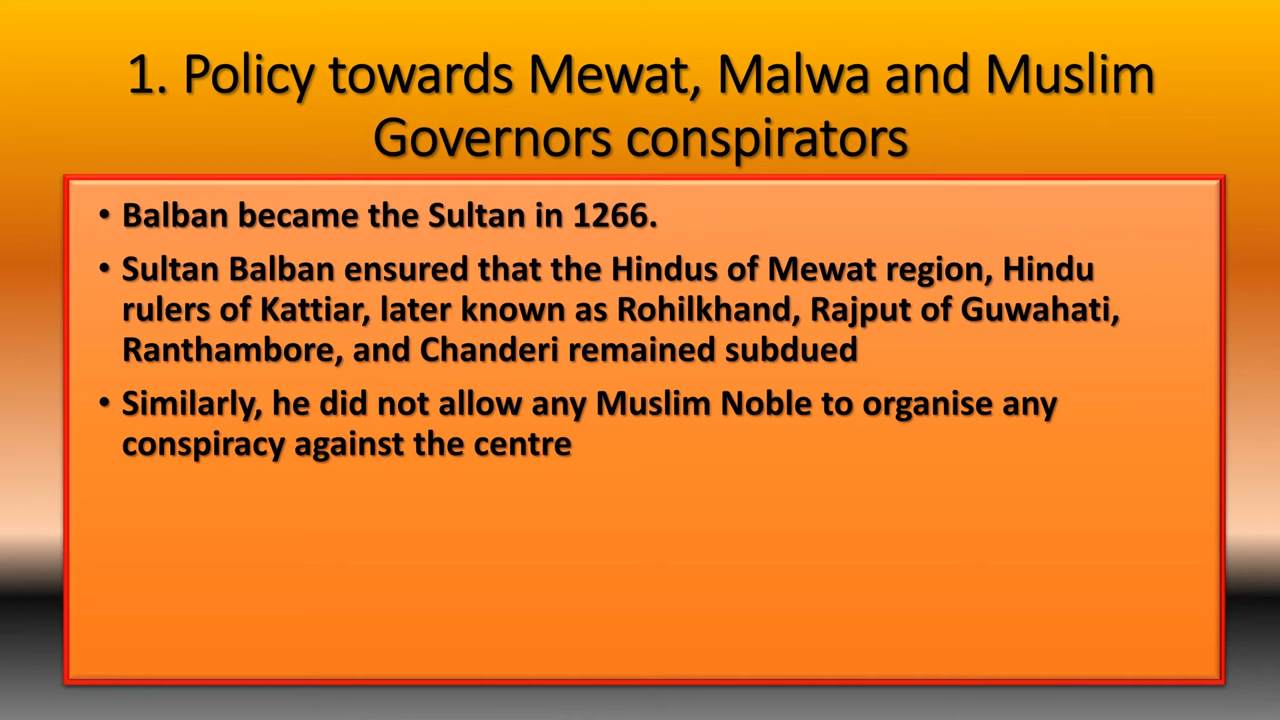 1. Policy towards Mewat, Malwa and Muslim
Governors conspirators
• Balban became the Sultan in 1266.
• Sultan Balban ensured that the Hindus of Mewat region, Hindu
rulers of Kattiar, later known as Rohilkhand, Rajput of Guwahati,
Ranthambore, and Chanderi remained subdued
• Similarly, he did not allow any Muslim Noble to organise any
conspiracy against the centre